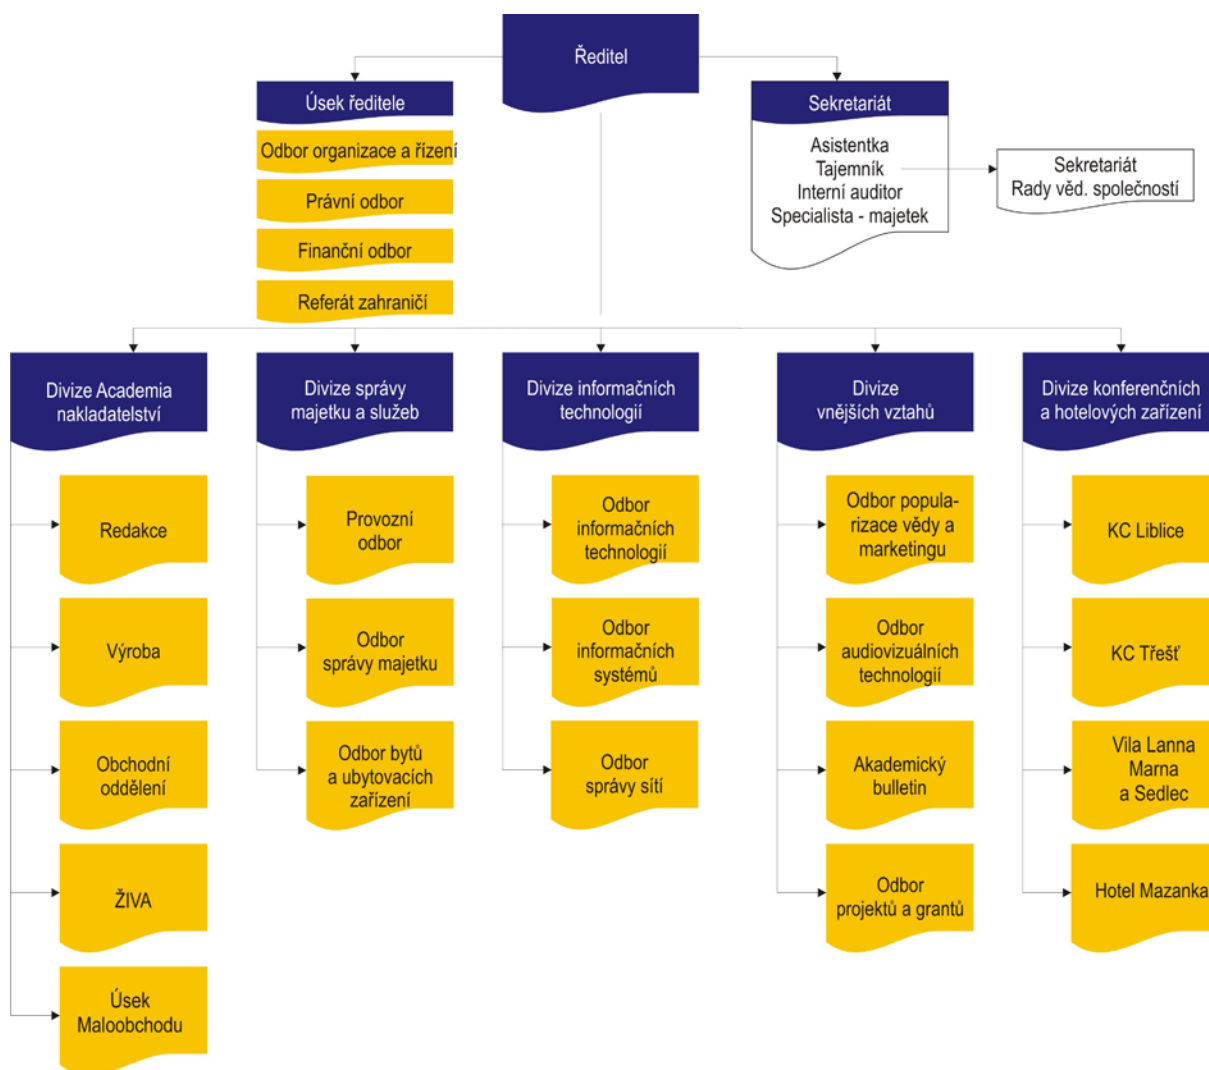 Ředitel
Úsek ředitele
Odbor organizace a řízení
Právní odbor
Finanční odbor
Referát zahraničí
Sekretariát
Asistentka
Tajemník
Interní auditor
Specialista - majetek
Sekretariát
Rady věd. společností
Divize Academia
nakladatelství
Redakce
Výroba
Obchodní
oddělení
ŽIVA
Úsek
Maloobchodu
Divize správy
majetku a služeb
Provozní
odbor
Odbor
správy majetku
Odbor bytů
a ubytovacích
zařízení
Divize informačních
technologií
Odbor
informačních
technologií
Odbor
informačních
systémů
Odbor
správy sítí
Divize
vnějších vztahů
Odbor popula-
rizace vědy a
marketingu
Odbor
audiovizuálních
technologií
Akademický
bulletin
Odbor
projektů a grantů
Divize konferenčních
a hotelových zařízení
KC Liblice
KC Třešť
Vila Lanna
Marna
a Sedlec
Hotel Mazanka